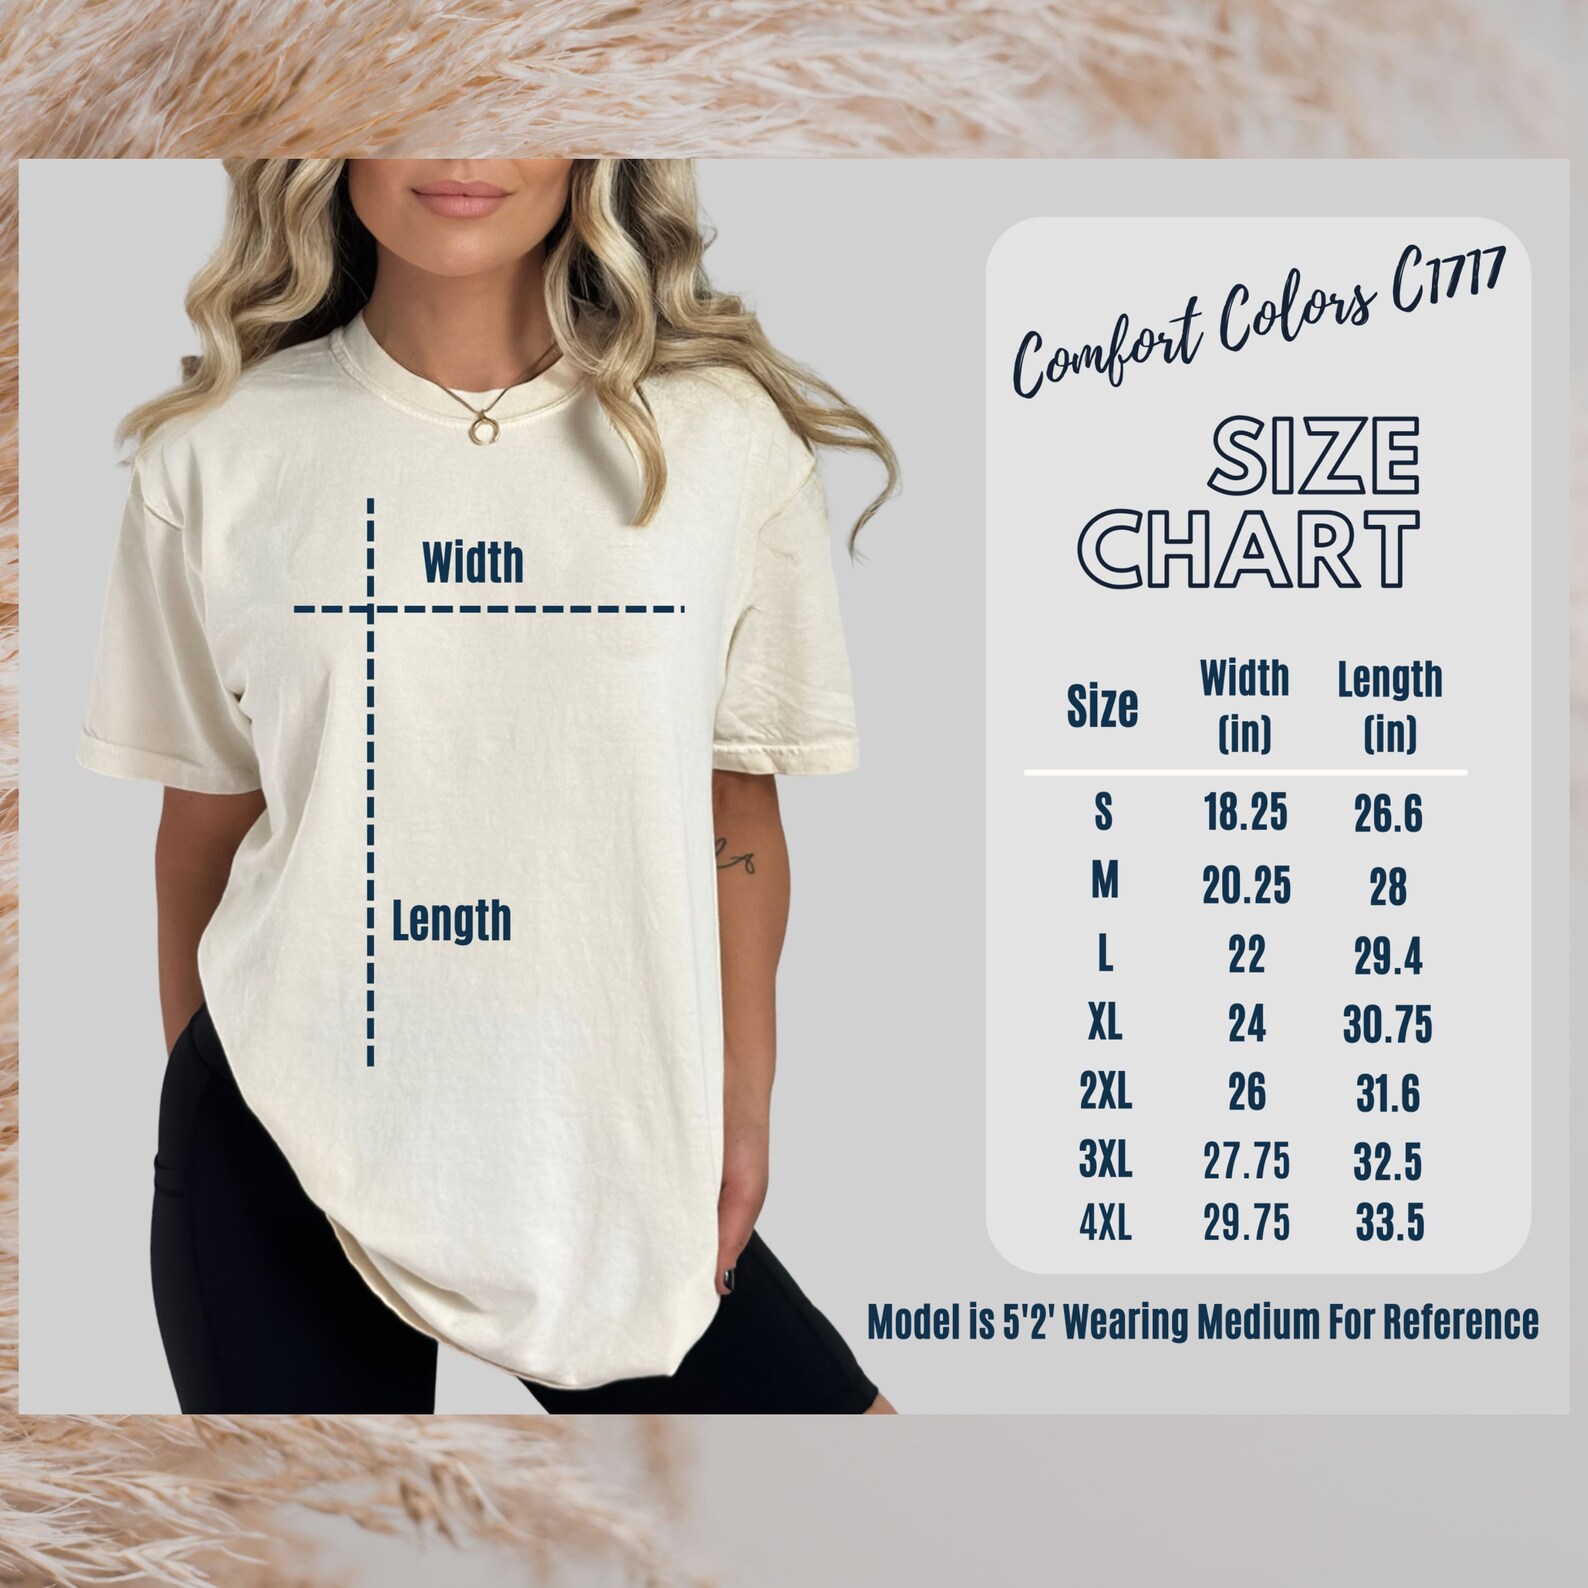 Comfort Colors C1717
SIZE
CHART
Width
Length
Size Width (in) Length (in)
S 18.25 26.6
M 20.25 28
L 22 29.4
XL 24 30.75
2XL 26 31.6
3XL 27.75 32.5
4XL 29.75 33.5
Model is 5'2' Wearing Medium For Reference